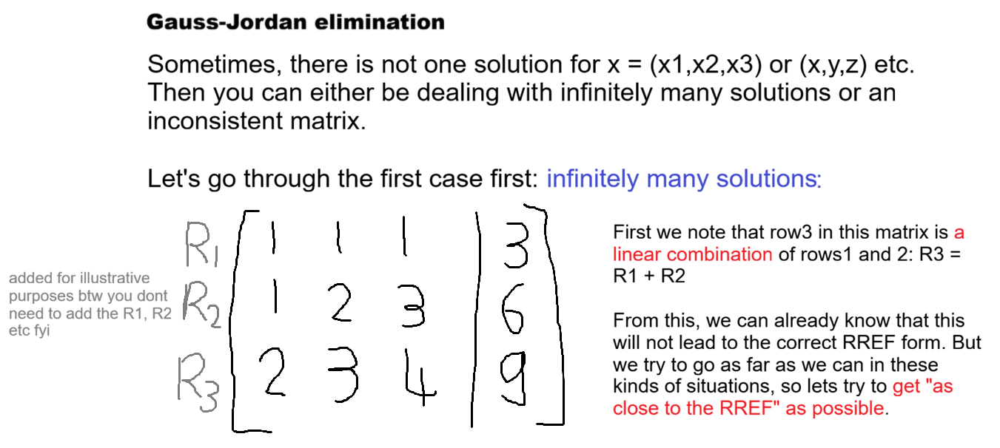 Gauss-Jordan elimination
Sometimes, there is not one solution for x = (x1,x2,x3) or (x,y,z) etc.
Then you can either be dealing with infinitely many solutions or an
inconsistent matrix.
Let's go through the first case first: infinitely many solutions:
R1 1 1 1 3
R2 1 2 3 6
R3 2 3 4 9
added for illustrative
purposes btw you dont
need to add the R1, R2
etc fyi
First we note that row3 in this matrix is a
linear combination of rows1 and 2: R3 =
R1 + R2
From this, we can already know that this
will not lead to the correct RREF form. But
we try to go as far as we can in these
kinds of situations, so lets try to get "as
close to the RREF" as possible.